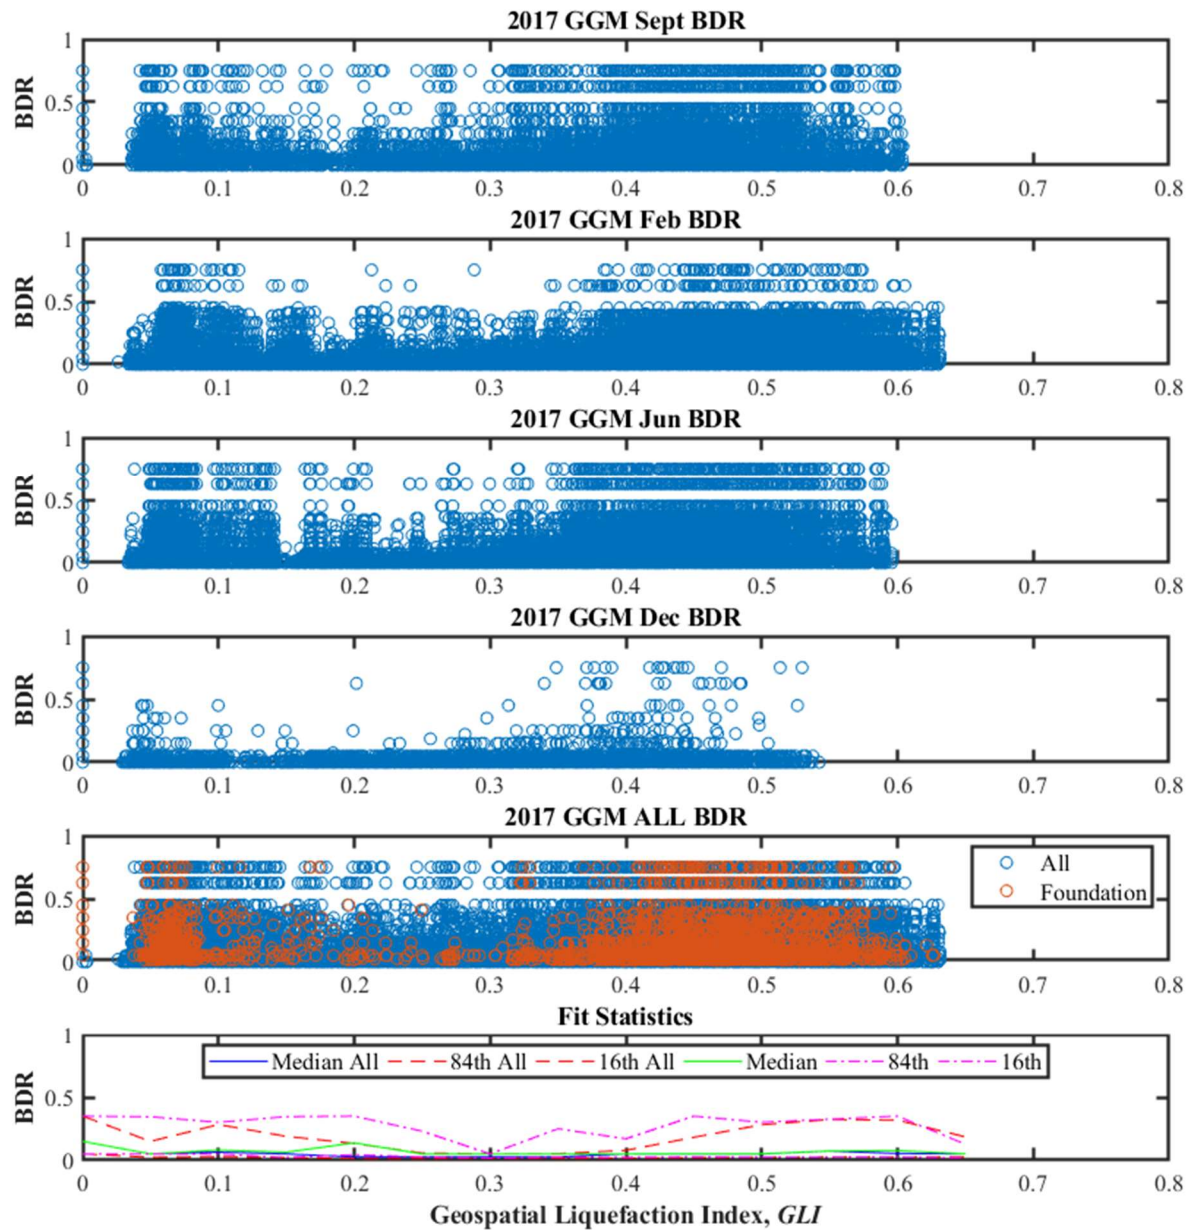 2017 GGM Sept BDR
1
0.5
0
BDR
0 0.1 0.2 0.3 0.4 0.5 0.6 0.7 0.8
2017 GGM Feb BDR
1
0.5
0
BDR
0 0.1 0.2 0.3 0.4 0.5 0.6 0.7 0.8
2017 GGM Jun BDR
1
0.5
0
BDR
0 0.1 0.2 0.3 0.4 0.5 0.6 0.7 0.8
2017 GGM Dec BDR
1
0.5
0
BDR
0 0.1 0.2 0.3 0.4 0.5 0.6 0.7 0.8
2017 GGM ALL BDR
1
0.5
0
BDR
All
Foundation
0 0.1 0.2 0.3 0.4 0.5 0.6 0.7 0.8
Fit Statistics
1
0.5
0
BDR
Median All 84th All 16th All Median 84th 16th
0 0.1 0.2 0.3 0.4 0.5 0.6 0.7 0.8
Geospatial Liquefaction Index, GLI